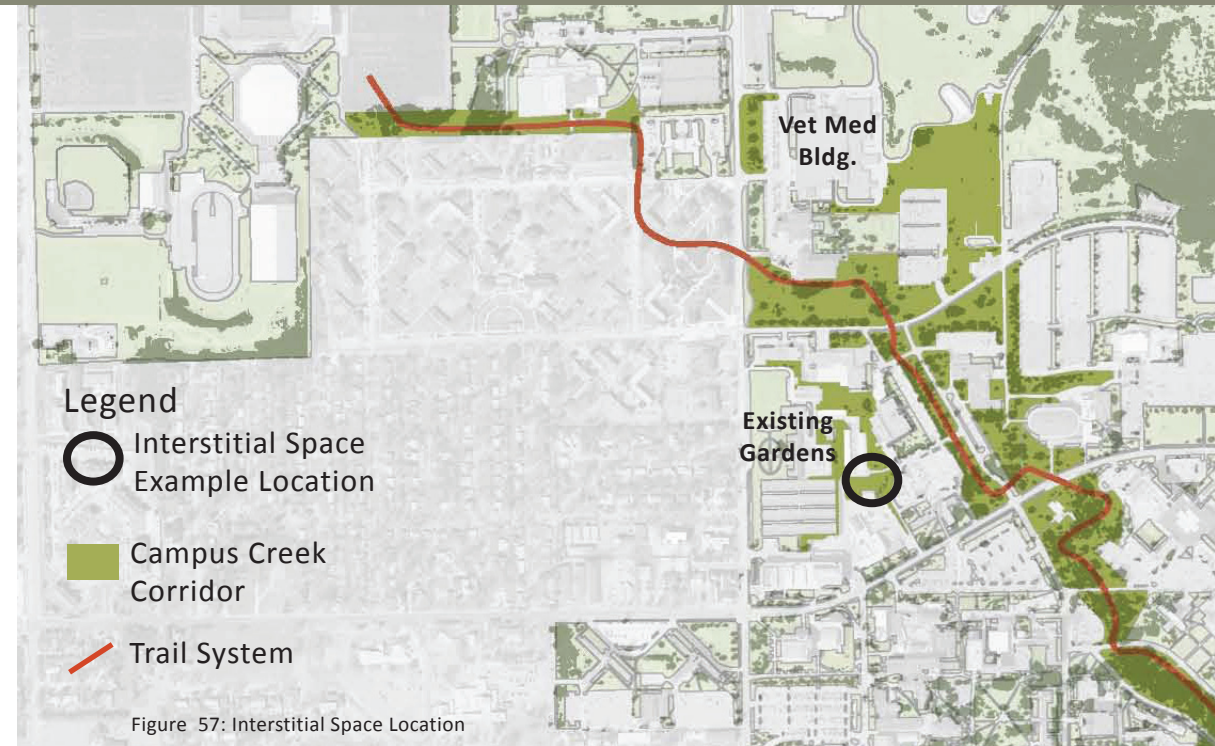 Vet Med
Bldg.
Existing
Gardens
Legend
Interstitial Space
Example Location
Campus Creek
Corridor
Trail System
Figure 57: Interstitial Space Location